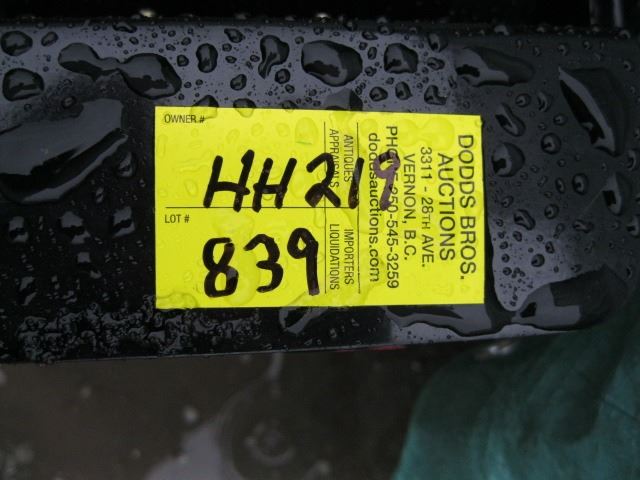 OWNER #
HH219
LOT #
839
ANTIQUES IMPORTERS
APPRAISALS LIQUIDATIONS
DODDS BROS.
AUCTIONS
3311 - 28TH AVE.
VERNON, B.C.
PH 250-545-3259
doddsauctions.com